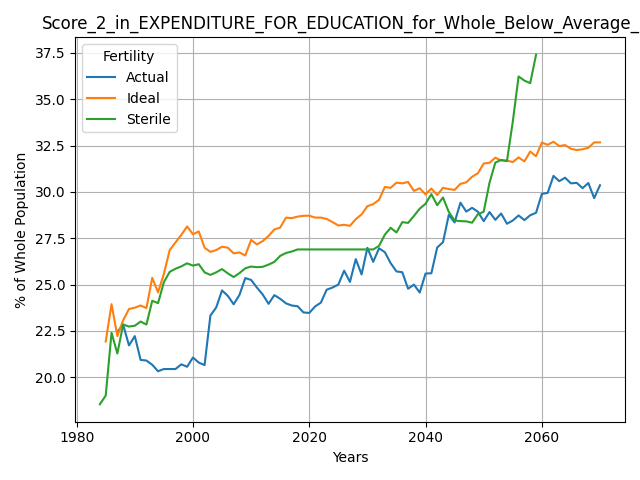 Score_2_in_EXPENDITURE_FOR_EDUCATION_for_Whole_Below_Average_
Fertility
Actual
Ideal
Sterile
% of Whole Population
37.5
35.0
32.5
30.0
27.5
25.0
22.5
20.0
1980
2000
2020
2040
2060
Years